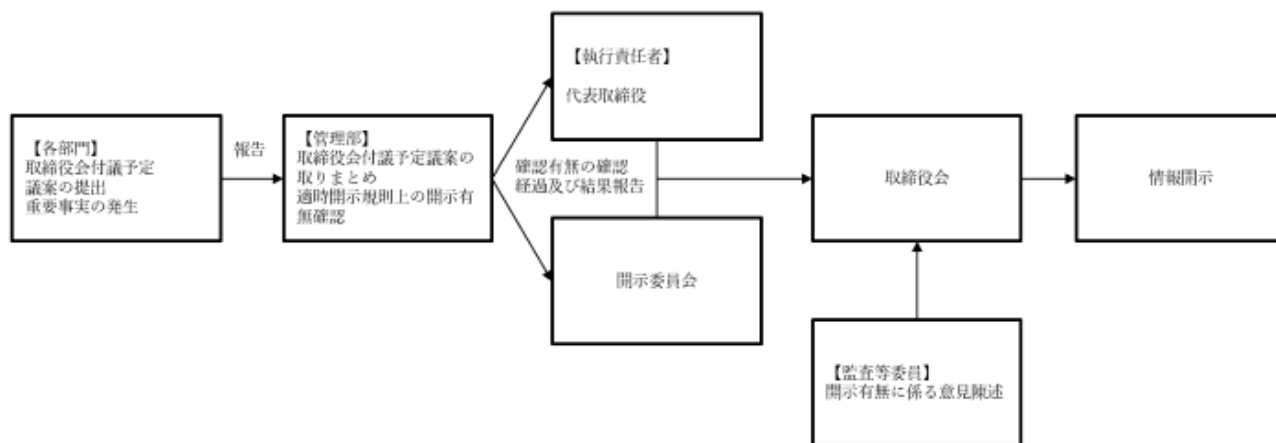 【各部門】
取締役会付議予定
議案の提出
重要事実の発生
報告
【管理部】
取締役会付議予定議案の
取りまとめ
適時開示規則上の開示有
無確認
【執行責任者】
代表取締役
確認有無の確認
経過及び結果報告
開示委員会
取締役会
情報開示
【監査等委員】
開示有無に係る意見陳述